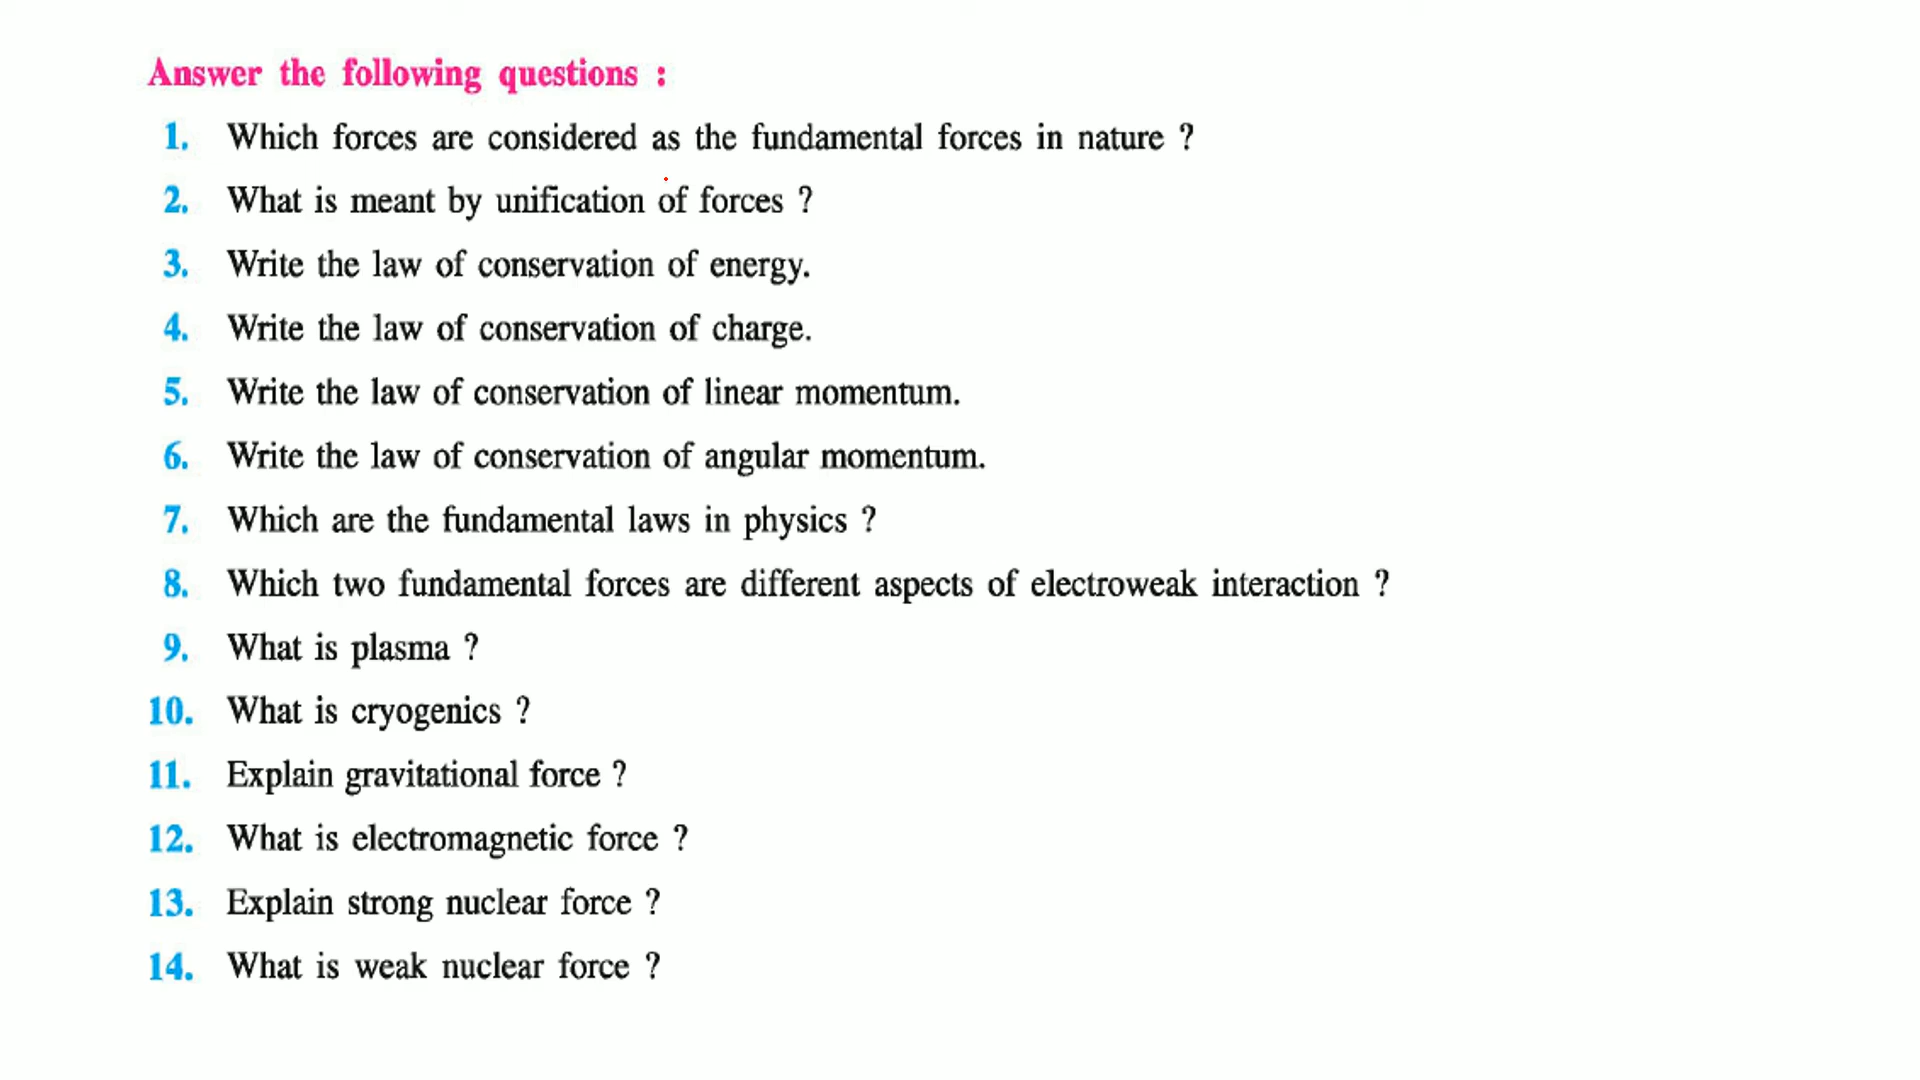 Answer the following questions :
1. Which forces are considered as the fundamental forces in nature ?
2. What is meant by unification of forces ?
3. Write the law of conservation of energy.
4. Write the law of conservation of charge.
5. Write the law of conservation of linear momentum.
6. Write the law of conservation of angular momentum.
7. Which are the fundamental laws in physics ?
8. Which two fundamental forces are different aspects of electroweak interaction ?
9. What is plasma ?
10. What is cryogenics ?
11. Explain gravitational force ?
12. What is electromagnetic force ?
13. Explain strong nuclear force ?
14. What is weak nuclear force ?